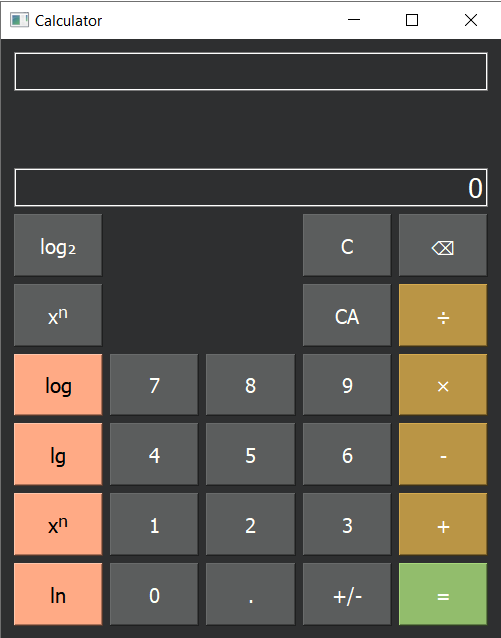 Calculator
0
log₂ C ⌫
xⁿ CA ÷
log 7 8 9 ×
lg 4 5 6 -
xⁿ 1 2 3 +
ln 0 . +/- =